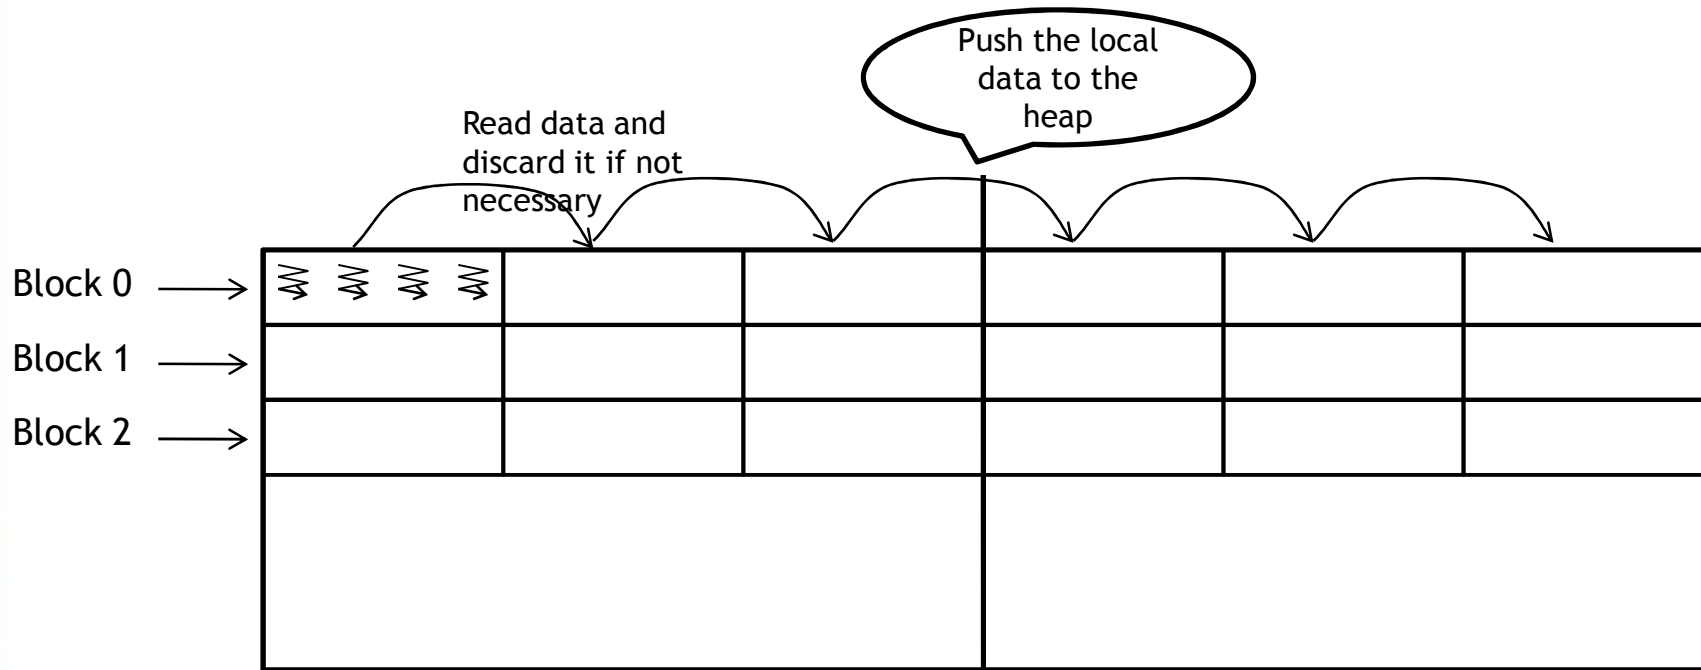 Push the local
data to the
heap
Read data and
discard it if not
necessary
Block 0
Block 1
Block 2